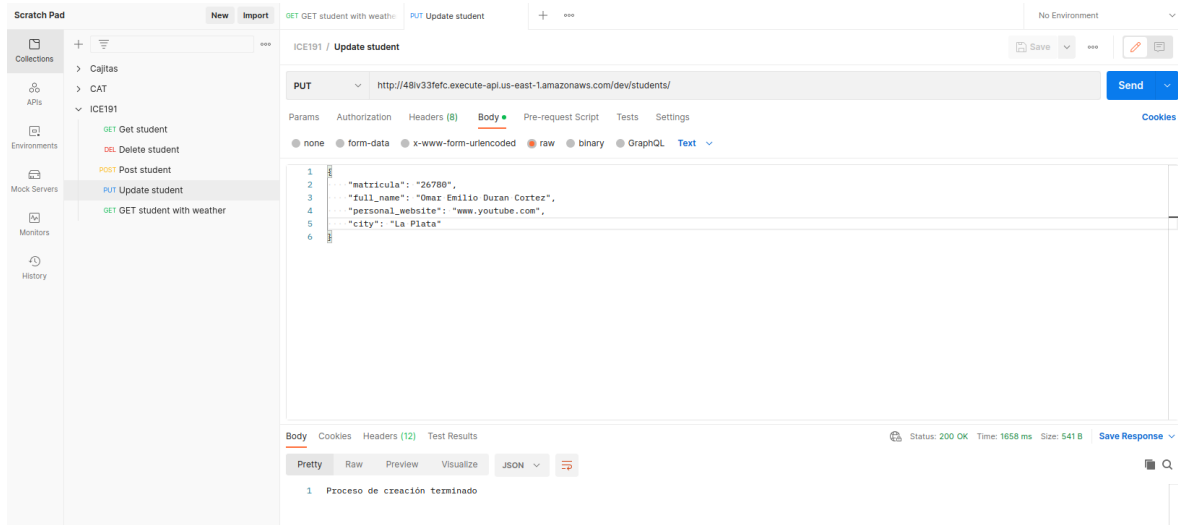 Scratch Pad New Import GET GET student with weathe PUT Update student No Environment
Collections
ICE191 / Update student Save
> Cajitas
APIs
> CAT PUT http://48iv33fefc.execute-api.us-east-1.amazonaws.com/dev/students/ Send
ICE191
Params Authorization Headers (8) Body Pre-request Script Tests Settings Cookies
GET Get student
Environments
DEL Delete student none form-data x-www-form-urlencoded raw binary GraphQL Text
POST Post student
Mock Servers
PUT Update student
GET GET student with weather
Monitors
History
1 {
2 "matricula": "26780",
3 "full_name": "Omar Emilio Duran Cortez",
4 "personal_website": "www.youtube.com",
5 "city": "La Plata"
6 }
Body Cookies Headers (12) Test Results Status: 200 OK Time: 1658 ms Size: 541 B Save Response
Pretty Raw Preview Visualize JSON
1 Proceso de creación terminado